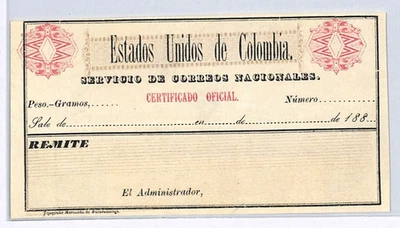 Estados Unidos de Colombia.
SERVICIO DE CORREOS NACIONALES.
CERTIFICADO OFICIAL.
Peso.-Gramos,...... Número..........
Sale de.............................. en ..... de................ de 188...
REMITE
El Administrador,